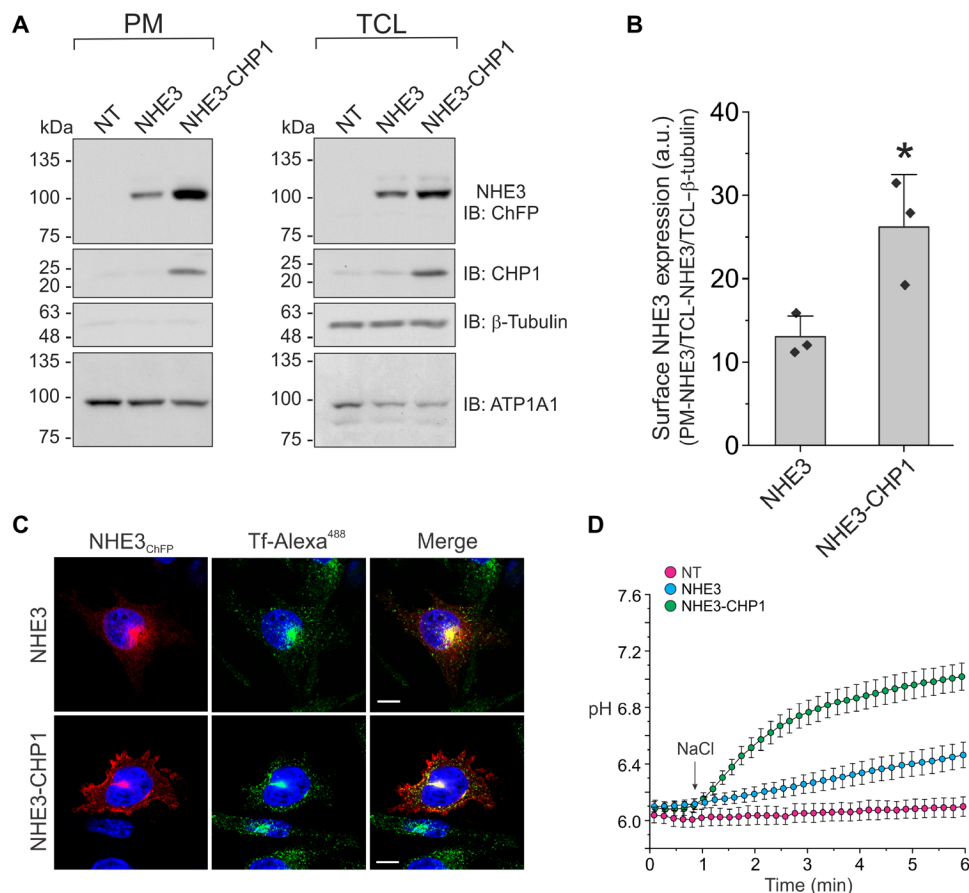 A
PM
TCL
kDa
NT
NHE3
NHE3-CHP1
kDa
NT
NHE3
NHE3-CHP1
135 -
100 -
75 -
135 -
100 -
75 -
NHE3
IB: ChFP
25 -
20 -
25 -
20 -
IB: CHP1
63 -
48 -
63 -
48 -
IB: β-Tubulin
135 -
100 -
75 -
135 -
100 -
75 -
IB: ATP1A1
B
Surface NHE3 expression (a.u.)
(PM-NHE3/TCL-NHE3/TCL-β-tubulin)
40
30
20
10
0
*
NHE3
NHE3-CHP1
C
NHE3ChFP
Tf-Alexa488
Merge
NHE3
NHE3-CHP1
D
NT
NHE3
NHE3-CHP1
7.6
7.2
6.8
6.4
6.0
pH
NaCl
0 1 2 3 4 5 6
Time (min)